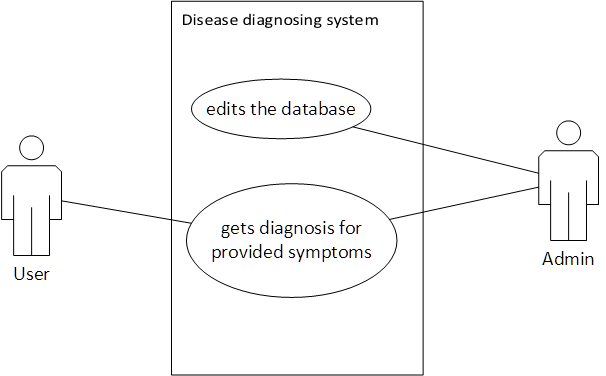 Disease diagnosing system
edits the database
gets diagnosis for
provided symptoms
User
Admin